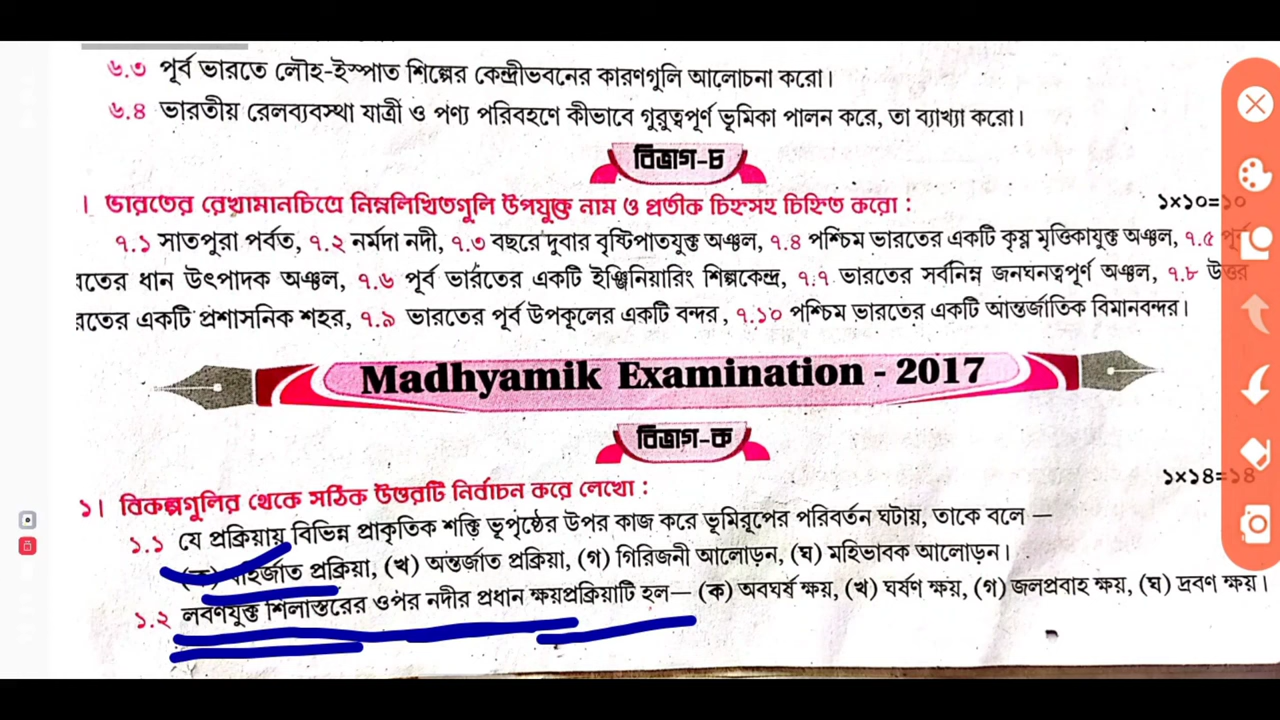 ৬.৩ পূর্ব ভারতে লৌহ-ইস্পাত শিল্পের কেন্দ্রীভবনের কারণগুলি আলোচনা করো।
৬.৪ ভারতীয় রেলব্যবস্থা যাত্রী ও পণ্য পরিবহণে কীভাবে গুরুত্বপূর্ণ ভূমিকা পালন করে, তা ব্যাখ্যা করো।
বিভাগ-চ
। ভারতের রেখামানচিত্রে নিম্নলিখিতগুলি উপযুক্ত নাম ও প্রতীক চিহ্নসহ চিহ্নিত করো : ১×১০=১০
৭.১ সাতপুরা পর্বত, ৭.২ নর্মদা নদী, ৭.৩ বছরে দুবার বৃষ্টিপাতযুক্ত অঞ্চল, ৭.৪ পশ্চিম ভারতের একটি কৃষ্ণ মৃত্তিকাযুক্ত অঞ্চল, ৭.৫ পূর্ব
রতের ধান উৎপাদক অঞ্চল, ৭.৬ পূর্ব ভারতের একটি ইঞ্জিনিয়ারিং শিল্পকেন্দ্র, ৭.৭ ভারতের সর্বনিম্ন জনঘনত্বপূর্ণ অঞ্চল, ৭.৮ উত্তর
রতের একটি প্রশাসনিক শহর, ৭.৯ ভারতের পূর্ব উপকূলের একটি বন্দর, ৭.১০ পশ্চিম ভারতের একটি আন্তর্জাতিক বিমানবন্দর।
Madhyamik Examination - 2017
বিভাগ-ক
১। বিকল্পগুলির থেকে সঠিক উত্তরটি নির্বাচন করে লেখো : ১×১৪=১৪
১.১ যে প্রক্রিয়ায় বিভিন্ন প্রাকৃতিক শক্তি ভূপৃষ্ঠের উপর কাজ করে ভূমিরূপের পরিবর্তন ঘটায়, তাকে বলে —
(ক) বহির্জাত প্রক্রিয়া, (খ) অন্তর্জাত প্রক্রিয়া, (গ) গিরিজনী আলোড়ন, (ঘ) মহিভাবক আলোড়ন।
১.২ লবণযুক্ত শিলাস্তরের ওপর নদীর প্রধান ক্ষয়প্রক্রিয়াটি হল— (ক) অবঘর্ষ ক্ষয়, (খ) ঘর্ষণ ক্ষয়, (গ) জলপ্রবাহ ক্ষয়, (ঘ) দ্রবণ ক্ষয়।